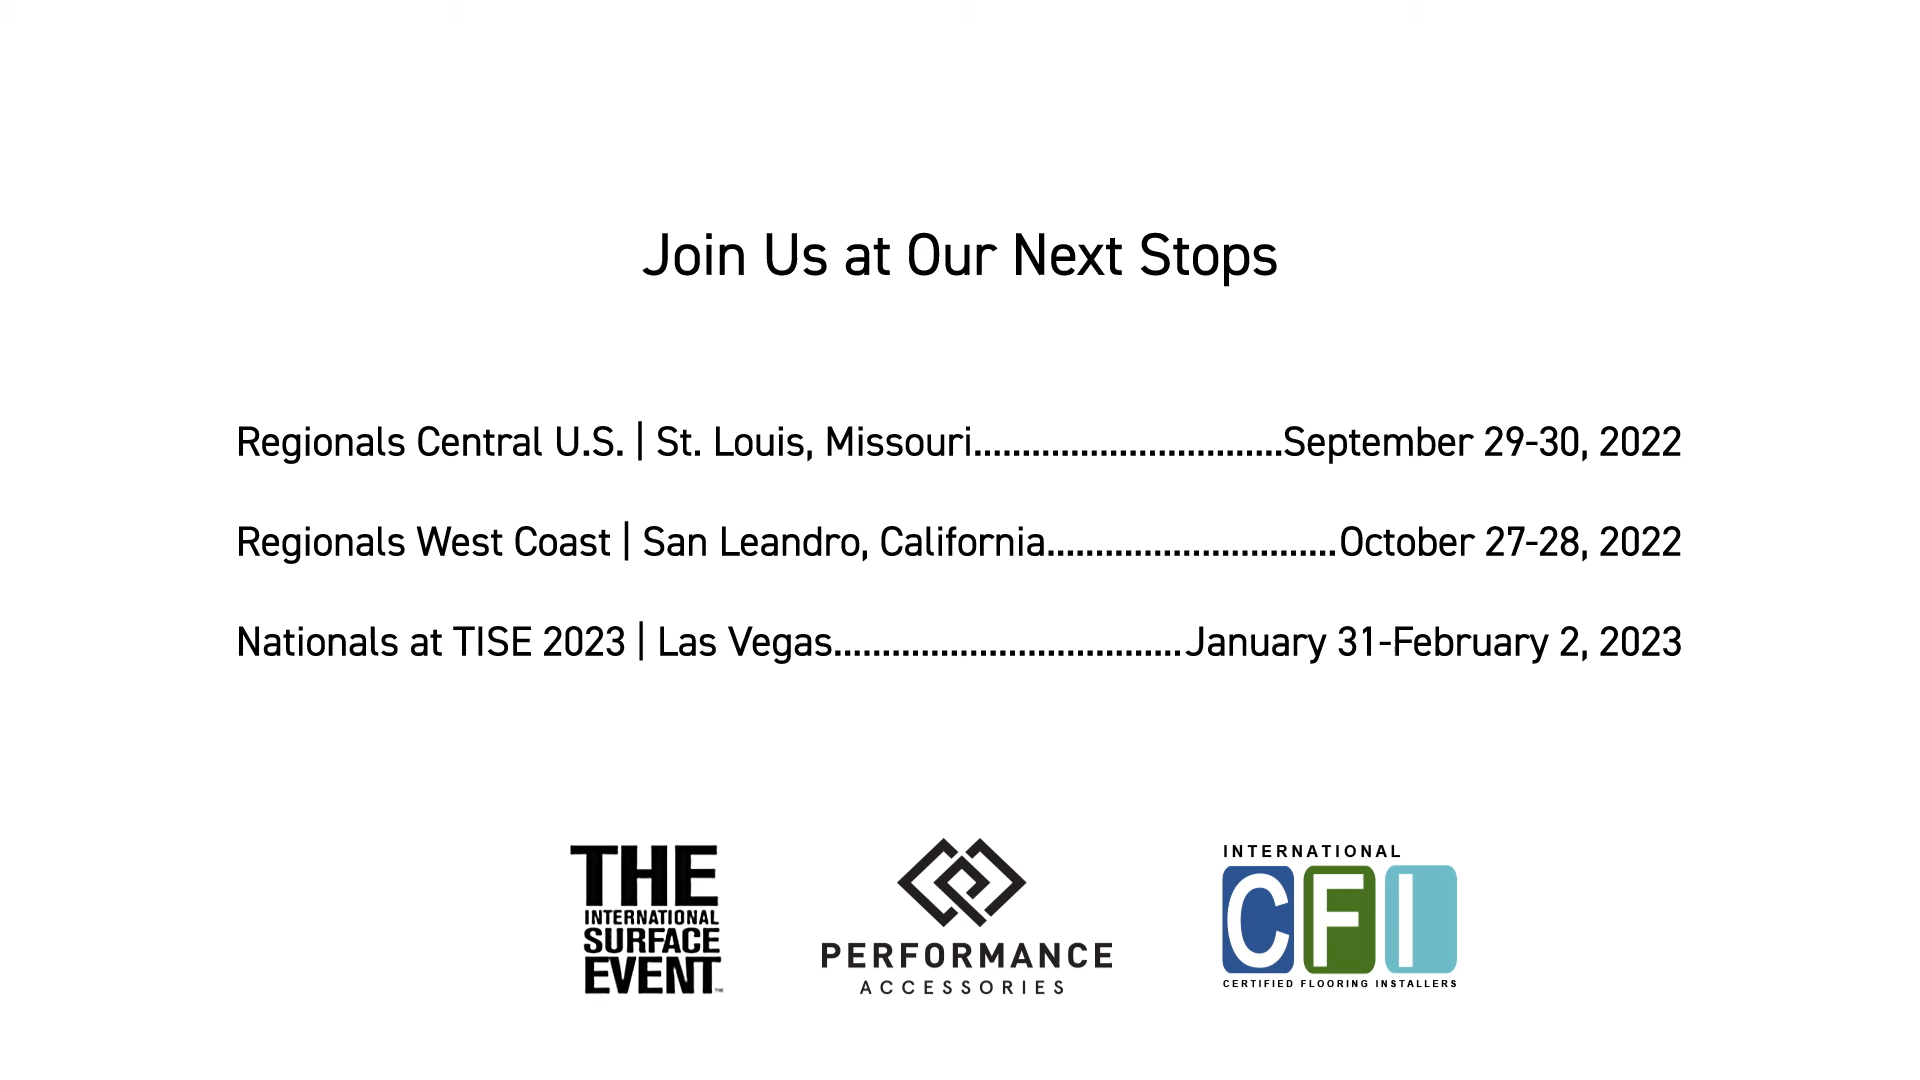 Join Us at Our Next Stops
Regionals Central U.S. | St. Louis, Missouri................................September 29-30, 2022
Regionals West Coast | San Leandro, California..............................October 27-28, 2022
Nationals at TISE 2023 | Las Vegas....................................January 31-February 2, 2023
THE
INTERNATIONAL
SURFACE
EVENT™
PERFORMANCE
ACCESSORIES
INTERNATIONAL
CFI
CERTIFIED FLOORING INSTALLERS